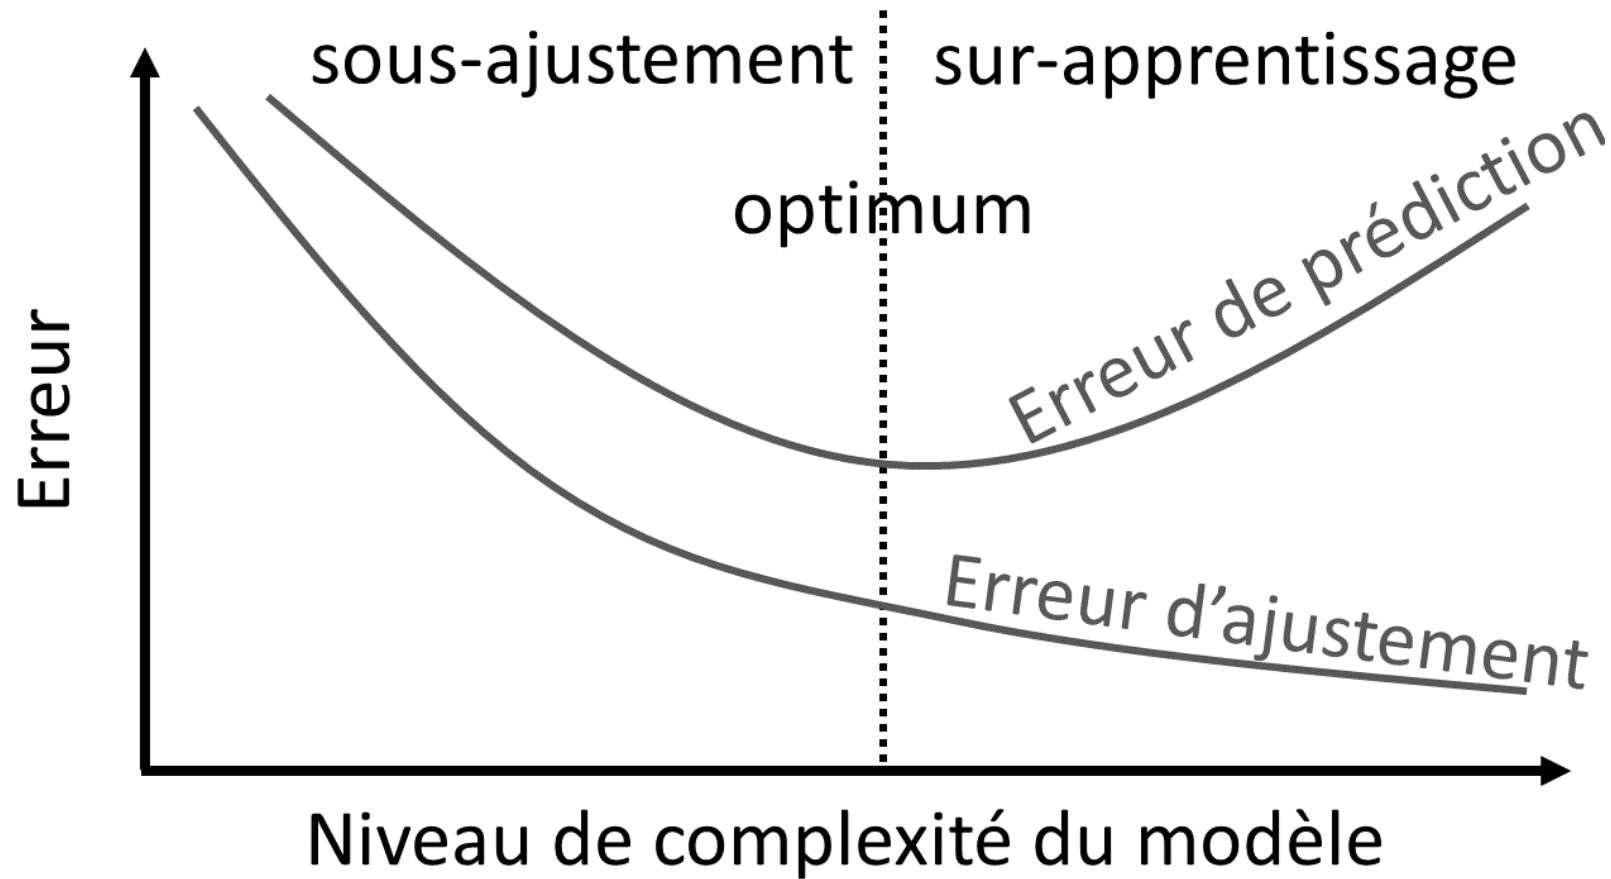 sous-ajustement
sur-apprentissage
optimum
Erreur de prédiction
Erreur
Erreur d’ajustement
Niveau de complexité du modèle